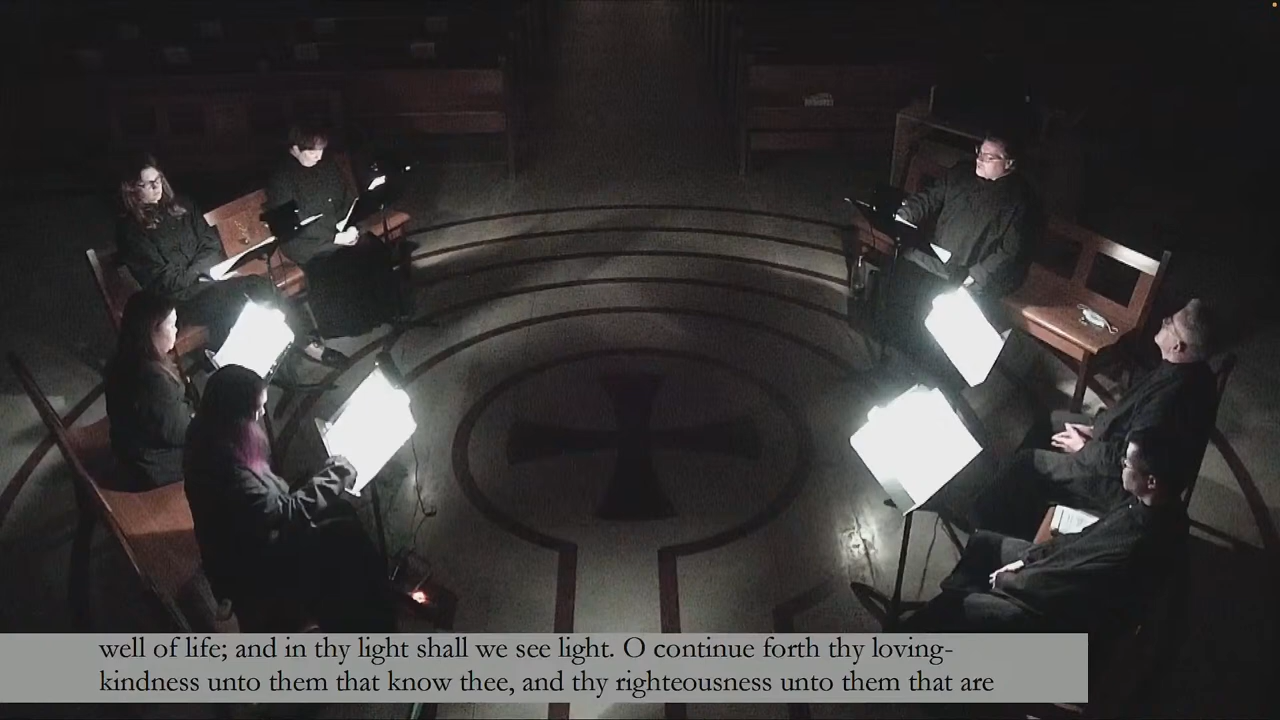 well of life; and in thy light shall we see light. O continue forth thy loving-
kindness unto them that know thee, and thy righteousness unto them that are